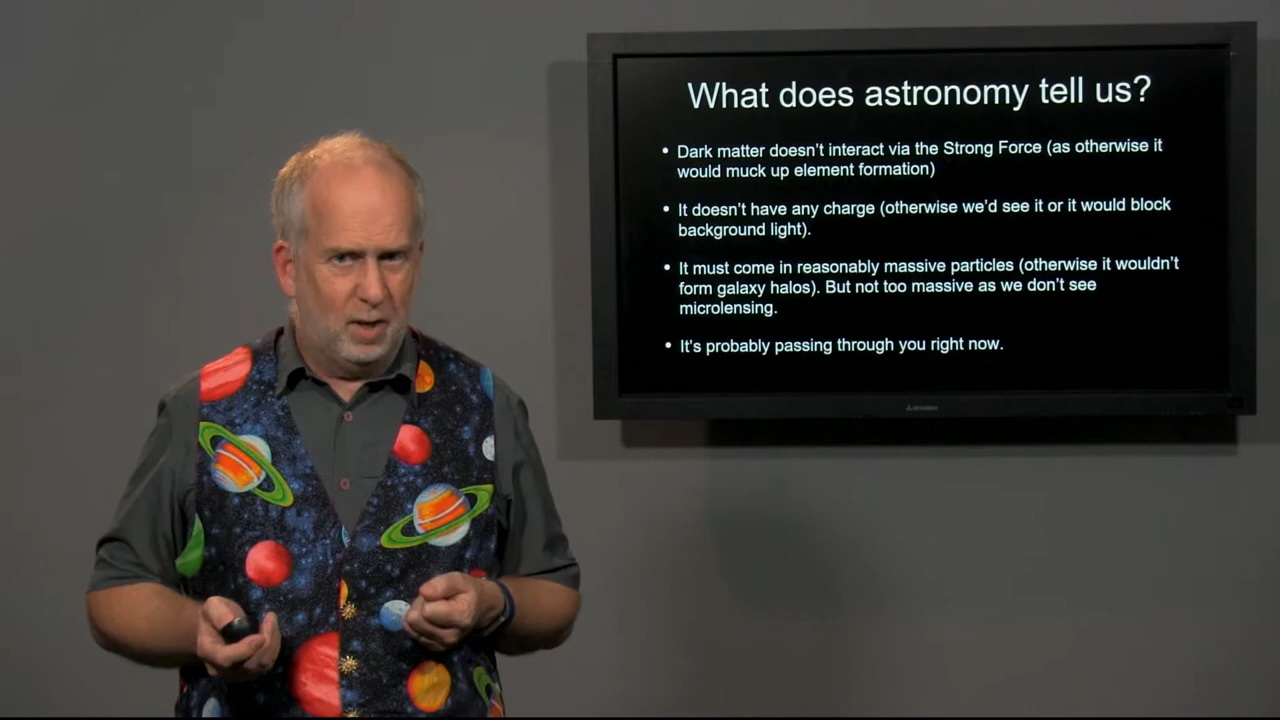 What does astronomy tell us?
• Dark matter doesn't interact via the Strong Force (as otherwise it
would muck up element formation)
• It doesn't have any charge (otherwise we'd see it or it would block
background light).
• It must come in reasonably massive particles (otherwise it wouldn't
form galaxy halos). But not too massive as we don't see
microlensing.
• It's probably passing through you right now.